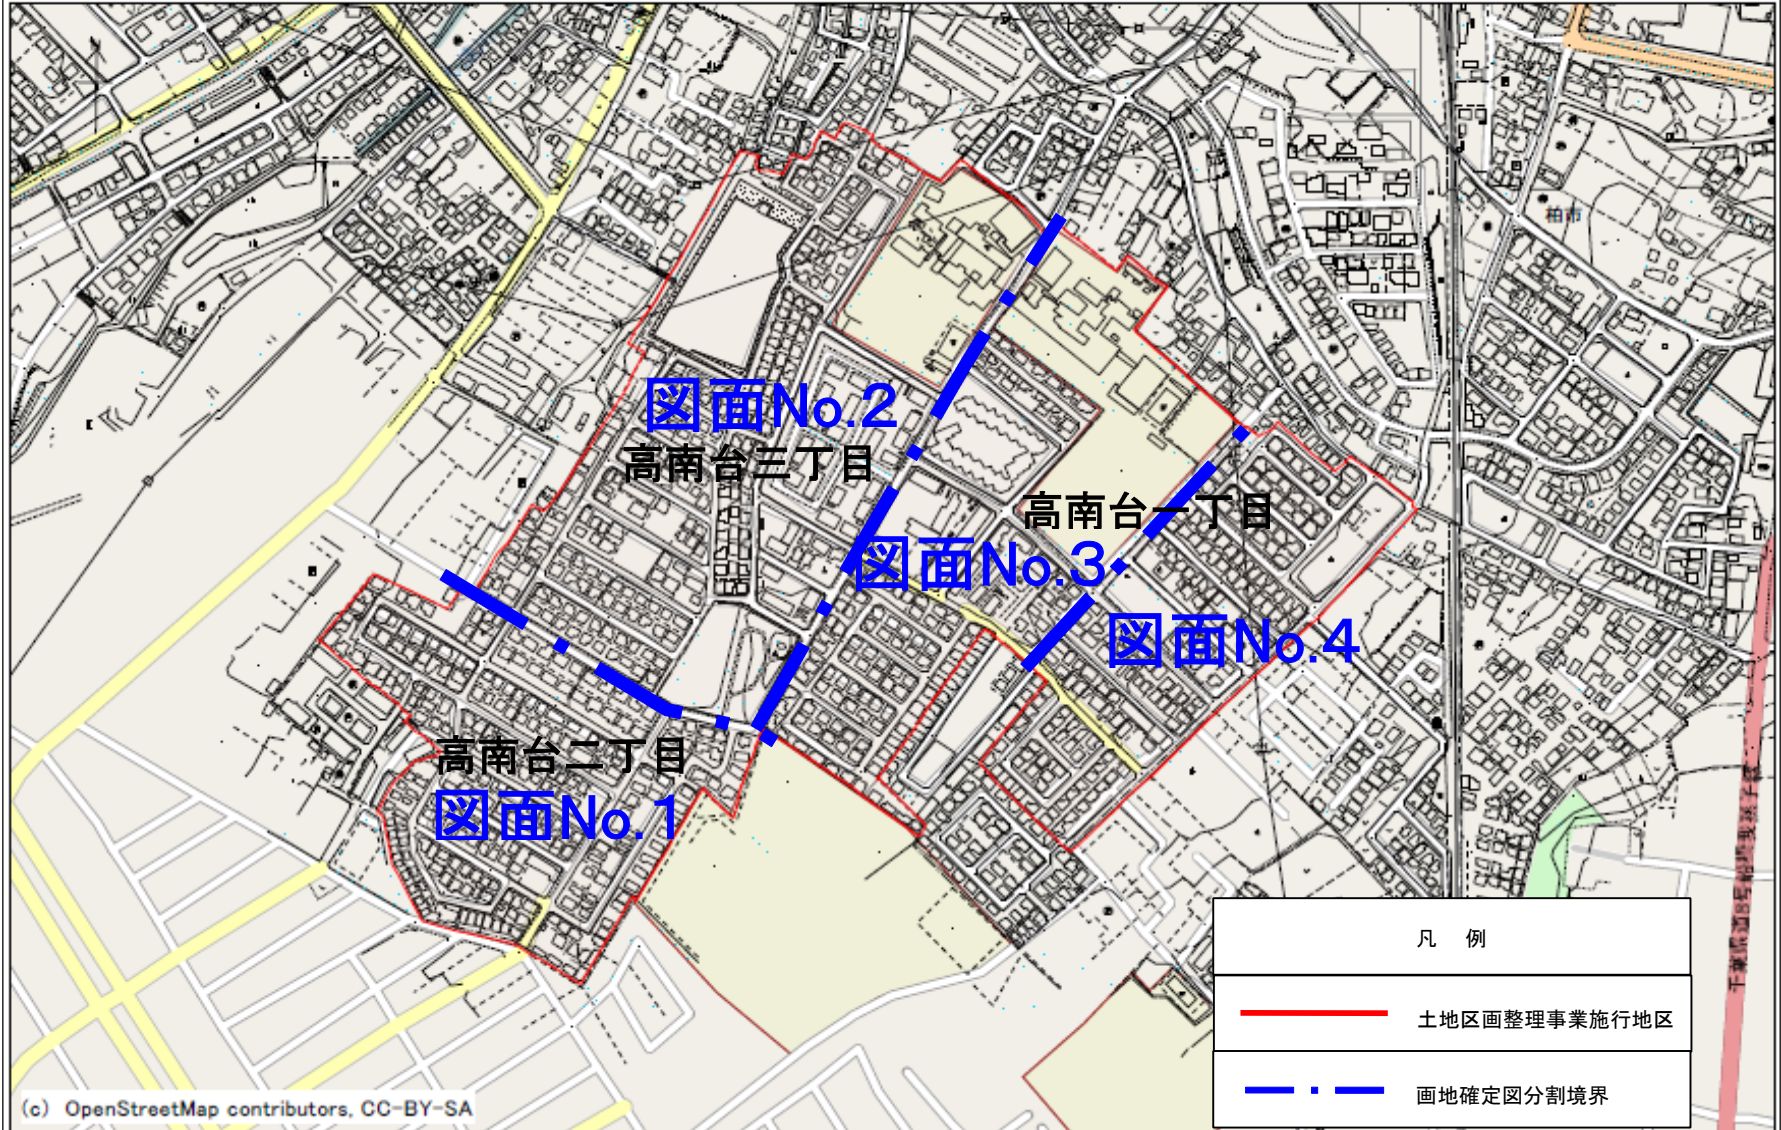 柏市
図面No.2
高南台三丁目
高南台一丁目
図面No.3
図面No.4
高南台二丁目
図面No.1
凡 例
土地区画整理事業施行地区
画地確定図分割境界
(c) OpenStreetMap contributors, CC-BY-SA